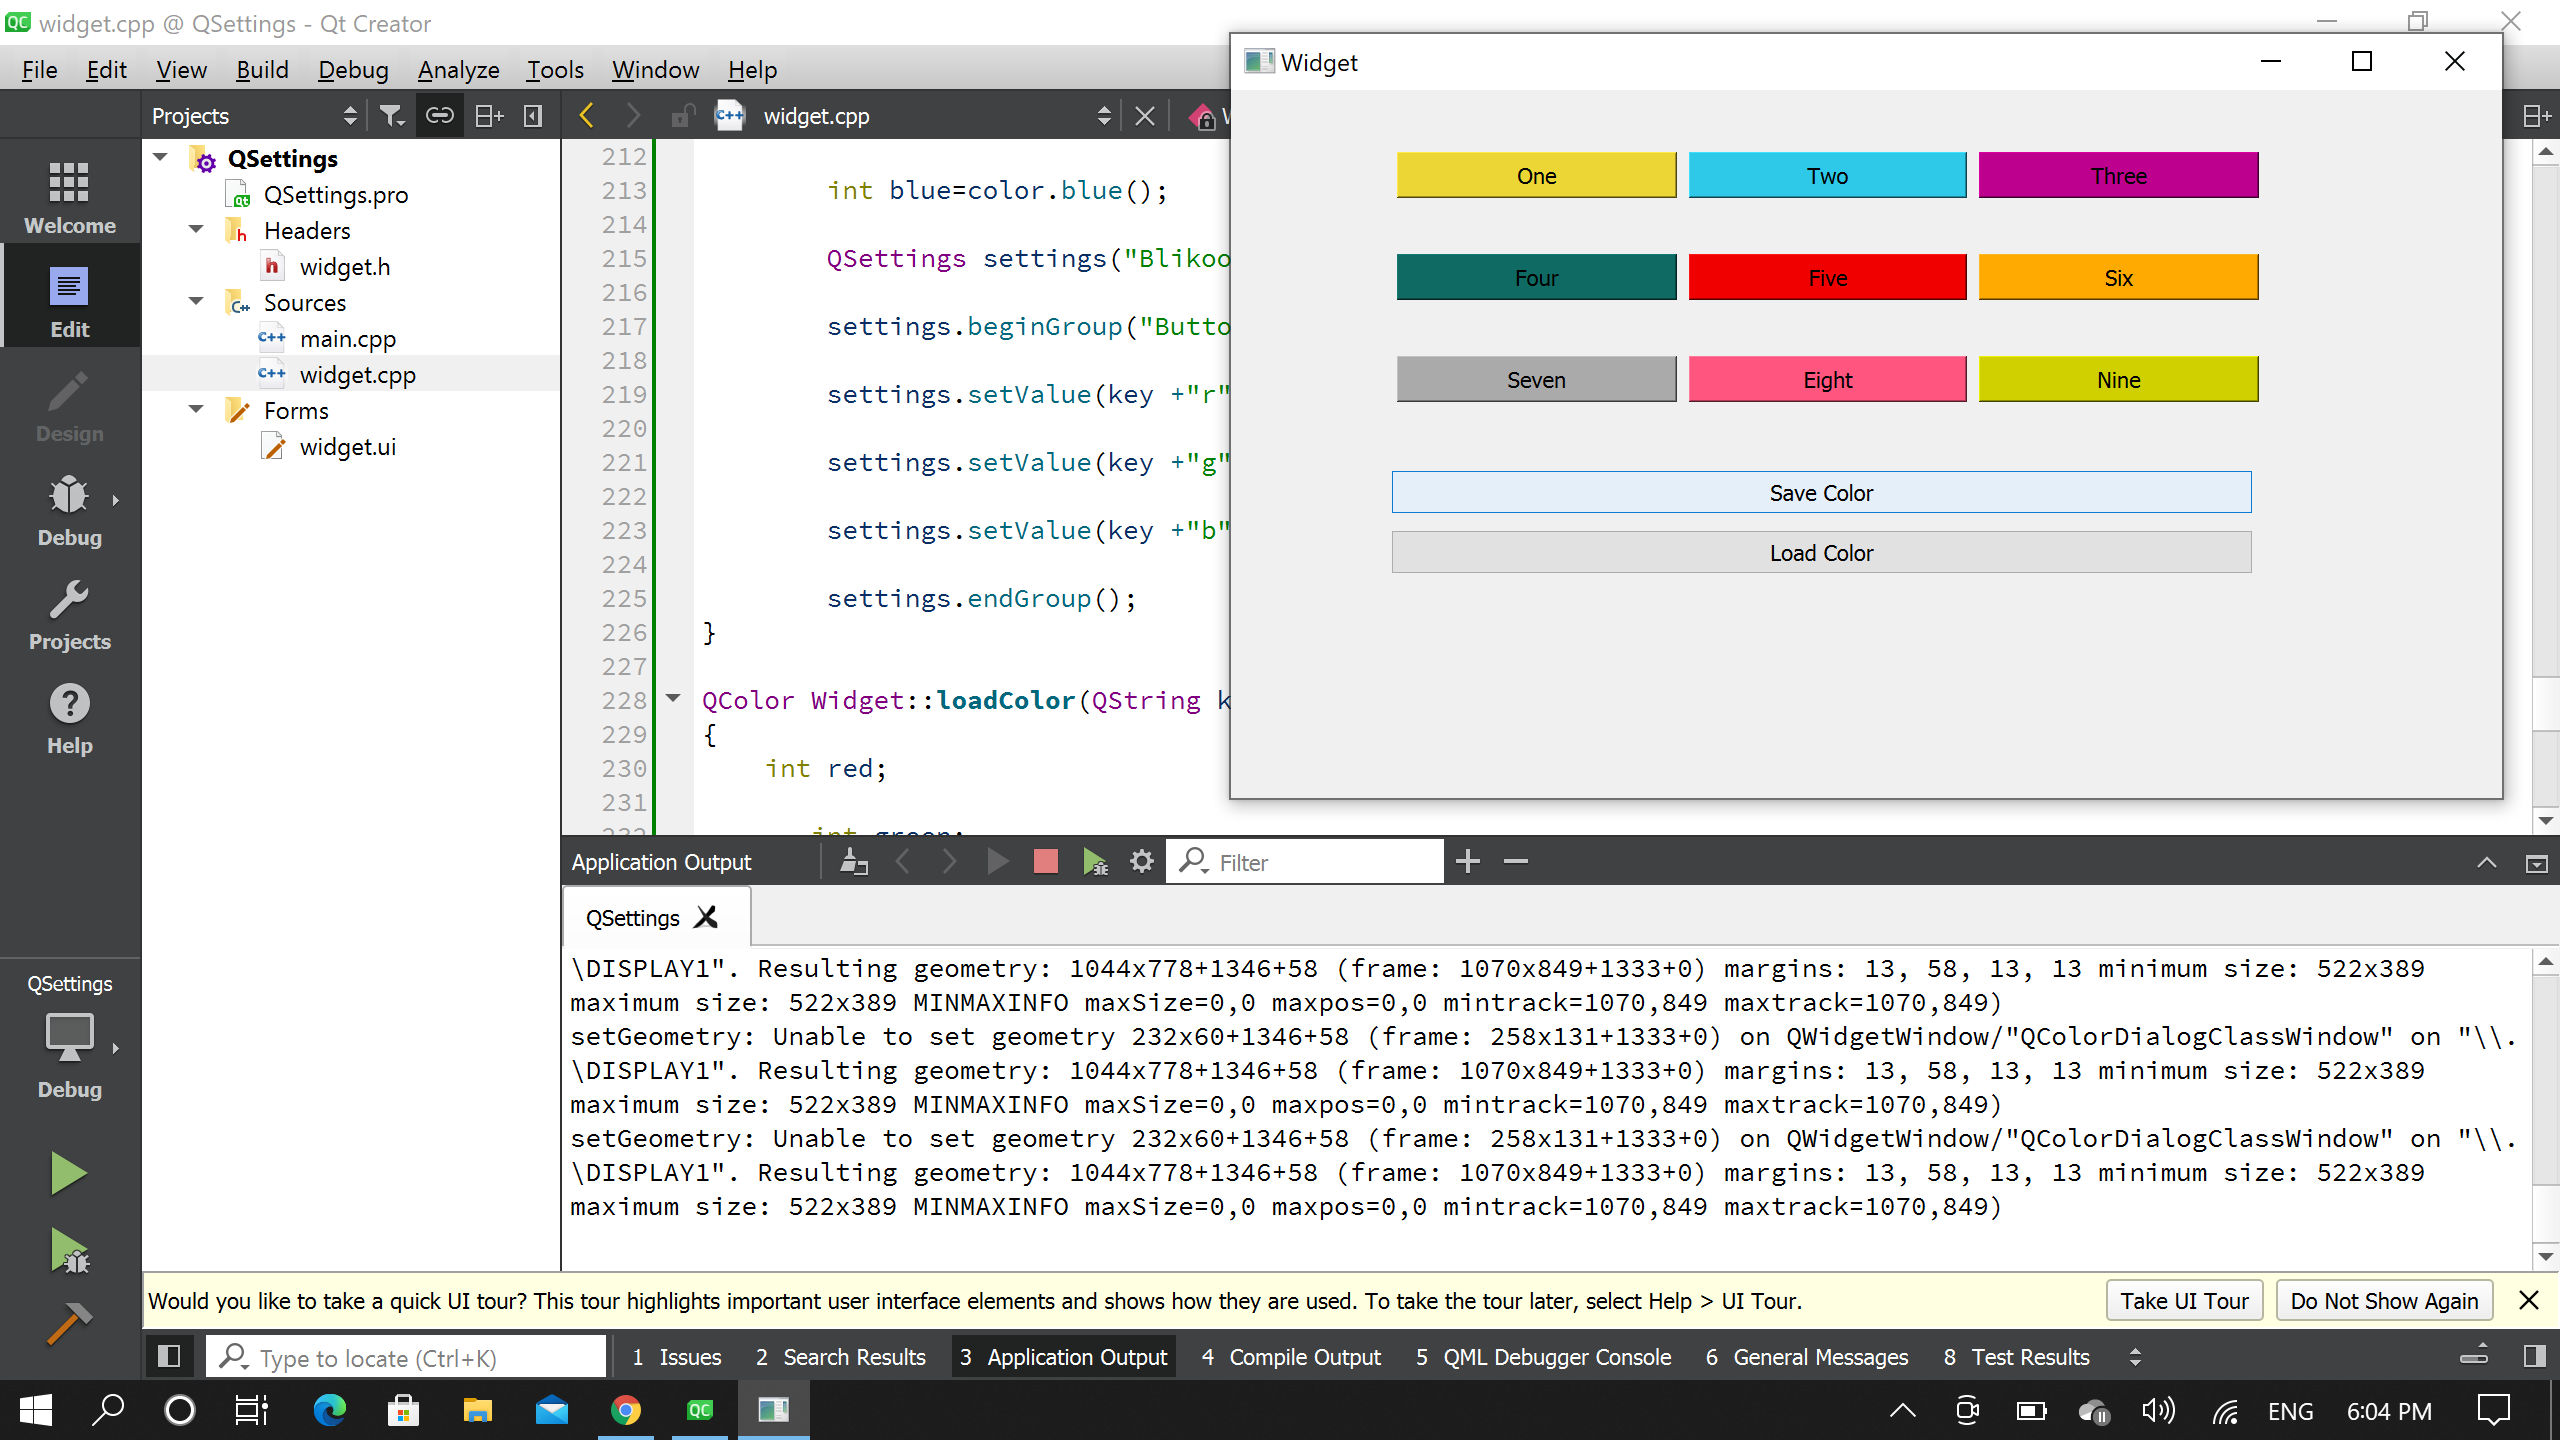 QC widget.cpp @ QSettings - Qt Creator
File Edit View Build Debug Analyze Tools Window Help
Projects
widget.cpp
Welcome
Edit
Design
Debug
Projects
Help
QSettings
Debug
QSettings
QSettings.pro
Headers
widget.h
Sources
main.cpp
widget.cpp
Forms
widget.ui
212
213 int blue=color.blue();
214
215 QSettings settings("Blikoo
216
217 settings.beginGroup("Butto
218
219 settings.setValue(key +"r"
220
221 settings.setValue(key +"g"
222
223 settings.setValue(key +"b"
224
225 settings.endGroup();
226 }
227
228 QColor Widget::loadColor(QString k
229 {
230 int red;
231
232 int green;
Widget
One Two Three
Four Five Six
Seven Eight Nine
Save Color
Load Color
Application Output
Filter
QSettings
\DISPLAY1". Resulting geometry: 1044x778+1346+58 (frame: 1070x849+1333+0) margins: 13, 58, 13, 13 minimum size: 522x389
maximum size: 522x389 MINMAXINFO maxSize=0,0 maxpos=0,0 mintrack=1070,849 maxtrack=1070,849)
setGeometry: Unable to set geometry 232x60+1346+58 (frame: 258x131+1333+0) on QWidgetWindow/"QColorDialogClassWindow" on "\\.
\DISPLAY1". Resulting geometry: 1044x778+1346+58 (frame: 1070x849+1333+0) margins: 13, 58, 13, 13 minimum size: 522x389
maximum size: 522x389 MINMAXINFO maxSize=0,0 maxpos=0,0 mintrack=1070,849 maxtrack=1070,849)
setGeometry: Unable to set geometry 232x60+1346+58 (frame: 258x131+1333+0) on QWidgetWindow/"QColorDialogClassWindow" on "\\.
\DISPLAY1". Resulting geometry: 1044x778+1346+58 (frame: 1070x849+1333+0) margins: 13, 58, 13, 13 minimum size: 522x389
maximum size: 522x389 MINMAXINFO maxSize=0,0 maxpos=0,0 mintrack=1070,849 maxtrack=1070,849)
Would you like to take a quick UI tour? This tour highlights important user interface elements and shows how they are used. To take the tour later, select Help > UI Tour. Take UI Tour Do Not Show Again
Type to locate (Ctrl+K) 1 Issues 2 Search Results 3 Application Output 4 Compile Output 5 QML Debugger Console 6 General Messages 8 Test Results
QC ENG 6:04 PM